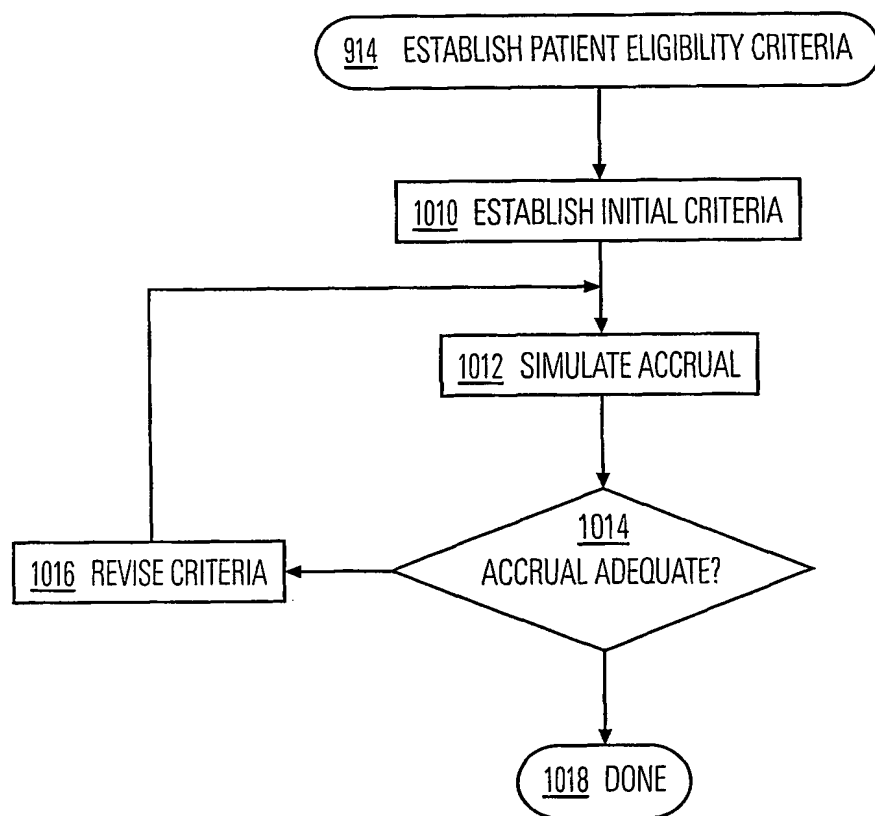 914 ESTABLISH PATIENT ELIGIBILITY CRITERIA
1010 ESTABLISH INITIAL CRITERIA
1012 SIMULATE ACCRUAL
1014
ACCRUAL ADEQUATE?
1016 REVISE CRITERIA
1018 DONE